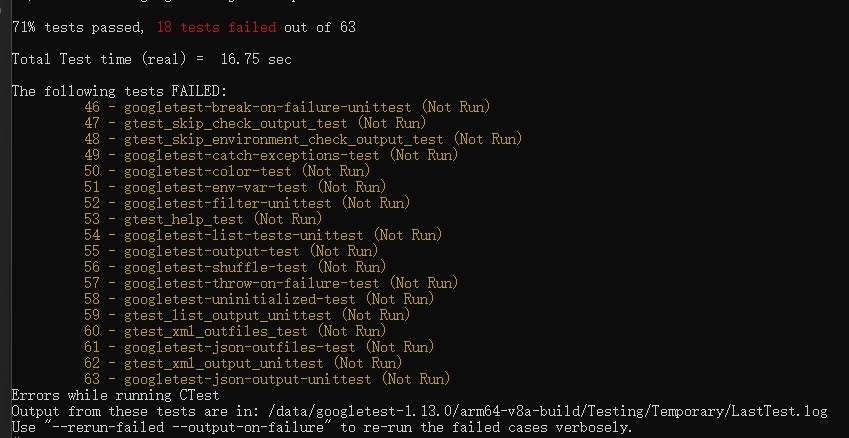 71% tests passed, 18 tests failed out of 63
Total Test time (real) =  16.75 sec
The following tests FAILED:
46 - googletest-break-on-failure-unittest (Not Run)
47 - gtest_skip_check_output_test (Not Run)
48 - gtest_skip_environment_check_output_test (Not Run)
49 - googletest-catch-exceptions-test (Not Run)
50 - googletest-color-test (Not Run)
51 - googletest-env-var-test (Not Run)
52 - googletest-filter-unittest (Not Run)
53 - gtest_help_test (Not Run)
54 - googletest-list-tests-unittest (Not Run)
55 - googletest-output-test (Not Run)
56 - googletest-shuffle-test (Not Run)
57 - googletest-throw-on-failure-test (Not Run)
58 - googletest-uninitialized-test (Not Run)
59 - gtest_list_output_unittest (Not Run)
60 - gtest_xml_outfiles_test (Not Run)
61 - googletest-json-outfiles-test (Not Run)
62 - gtest_xml_output_unittest (Not Run)
63 - googletest-json-output-unittest (Not Run)
Errors while running CTest
Output from these tests are in: /data/googletest-1.13.0/arm64-v8a-build/Testing/Temporary/LastTest.log
Use "--rerun-failed --output-on-failure" to re-run the failed cases verbosely.